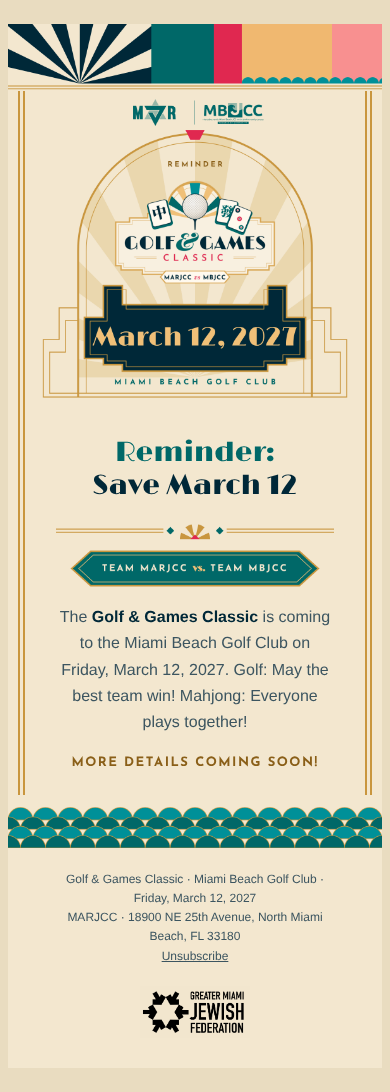 MBJCC
REMINDER
GOLF & GAMES
CLASSIC
MARJCC vs MBJCC
March 12, 2027
MIAMI BEACH GOLF CLUB
Reminder:
Save March 12
TEAM MARJCC vs. TEAM MBJCC
The Golf & Games Classic is coming
to the Miami Beach Golf Club on
Friday, March 12, 2027. Golf: May the
best team win! Mahjong: Everyone
plays together!
MORE DETAILS COMING SOON!
Golf & Games Classic · Miami Beach Golf Club ·
Friday, March 12, 2027
MARJCC · 18900 NE 25th Avenue, North Miami
Beach, FL 33180
Unsubscribe
GREATER MIAMI
JEWISH
FEDERATION